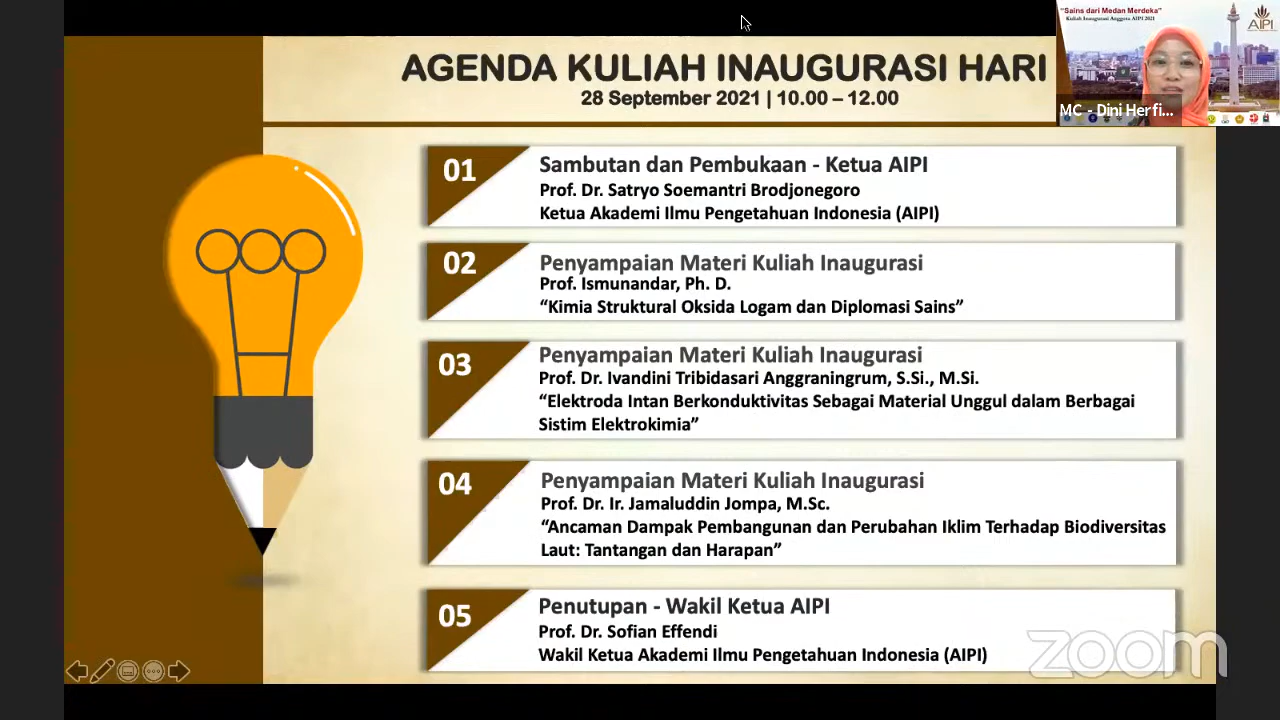 AGENDA KULIAH INAUGURASI HARI
28 September 2021 | 10.00 – 12.00
"Sains dari Medan Merdeka"
Kuliah Inaugurasi Anggota AIPI 2021
AIPI
MC - Dini Herfi...
01
Sambutan dan Pembukaan - Ketua AIPI
Prof. Dr. Satryo Soemantri Brodjonegoro
Ketua Akademi Ilmu Pengetahuan Indonesia (AIPI)
02
Penyampaian Materi Kuliah Inaugurasi
Prof. Ismunandar, Ph. D.
“Kimia Struktural Oksida Logam dan Diplomasi Sains”
03
Penyampaian Materi Kuliah Inaugurasi
Prof. Dr. Ivandini Tribidasari Anggraningrum, S.Si., M.Si.
“Elektroda Intan Berkonduktivitas Sebagai Material Unggul dalam Berbagai
Sistim Elektrokimia”
04
Penyampaian Materi Kuliah Inaugurasi
Prof. Dr. Ir. Jamaluddin Jompa, M.Sc.
“Ancaman Dampak Pembangunan dan Perubahan Iklim Terhadap Biodiversitas
Laut: Tantangan dan Harapan”
05
Penutupan - Wakil Ketua AIPI
Prof. Dr. Sofian Effendi
Wakil Ketua Akademi Ilmu Pengetahuan Indonesia (AIPI)
zoom